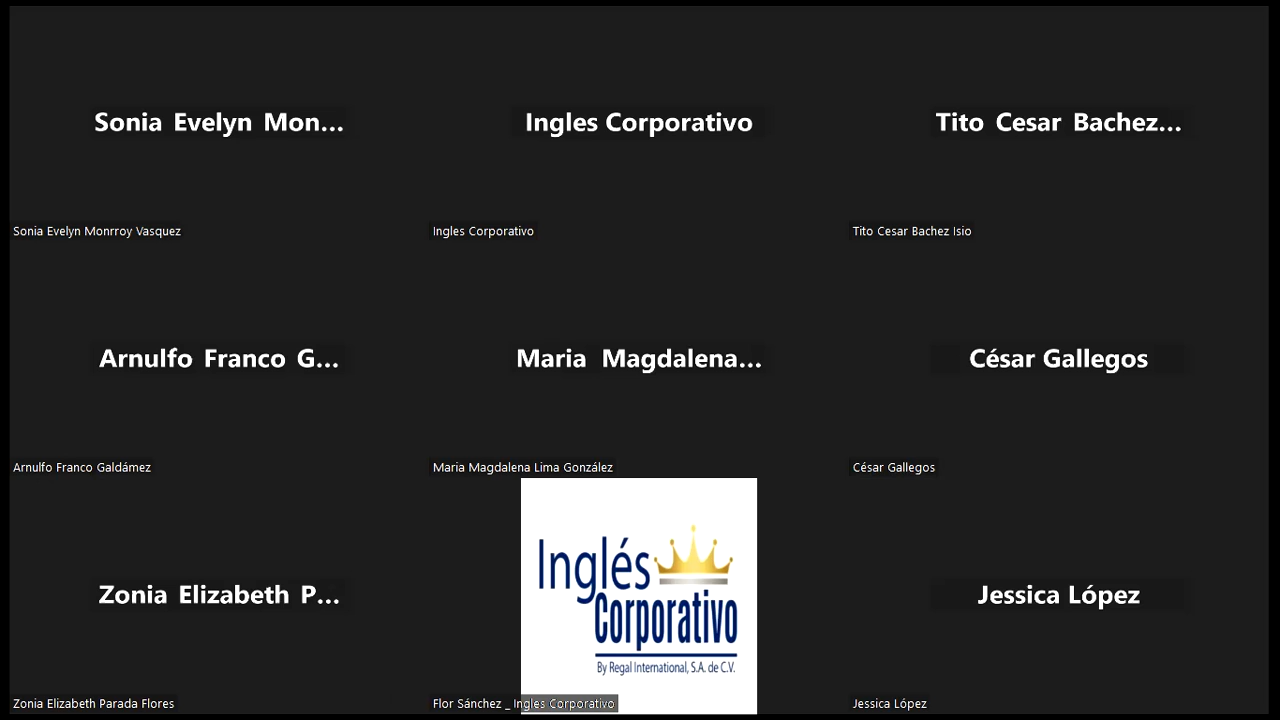 Sonia Evelyn Mon...
Ingles Corporativo
Tito Cesar Bachez...
Sonia Evelyn Monrroy Vasquez
Ingles Corporativo
Tito Cesar Bachez Isio
Arnulfo Franco G...
Maria Magdalena...
César Gallegos
Arnulfo Franco Galdámez
Maria Magdalena Lima González
César Gallegos
Zonia Elizabeth P...
Inglés
Corporativo
By Regal International, S.A. de C.V.
Jessica López
Zonia Elizabeth Parada Flores
Flor Sánchez _ Ingles Corporativo
Jessica López